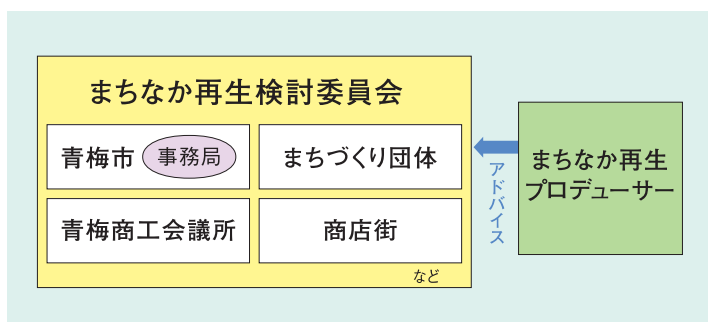 まちなか再生検討委員会
青梅市 事務局
まちづくり団体
青梅商工会議所
商店街
など
アドバイス
まちなか再生
プロデューサー